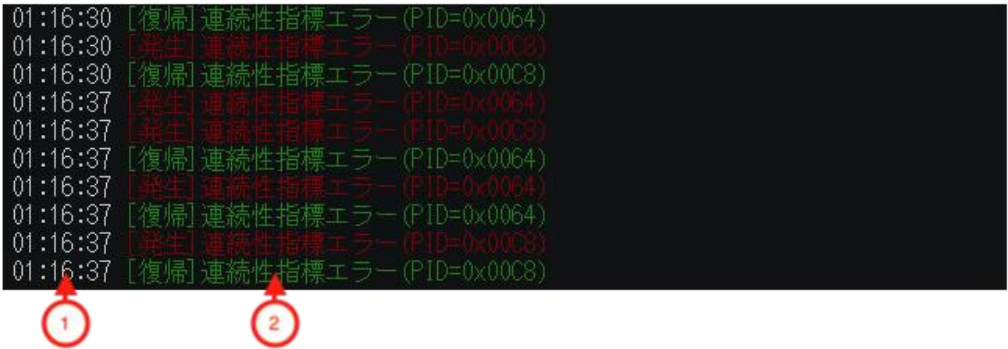 01:16:30 [復帰]連続性指標エラー(PID=0x0064)
01:16:30 [発生]連続性指標エラー(PID=0x00C8)
01:16:30 [復帰]連続性指標エラー(PID=0x00C8)
01:16:37 [発生]連続性指標エラー(PID=0x0064)
01:16:37 [発生]連続性指標エラー(PID=0x00C8)
01:16:37 [復帰]連続性指標エラー(PID=0x0064)
01:16:37 [発生]連続性指標エラー(PID=0x0064)
01:16:37 [復帰]連続性指標エラー(PID=0x0064)
01:16:37 [発生]連続性指標エラー(PID=0x00C8)
01:16:37 [復帰]連続性指標エラー(PID=0x00C8)
1 2